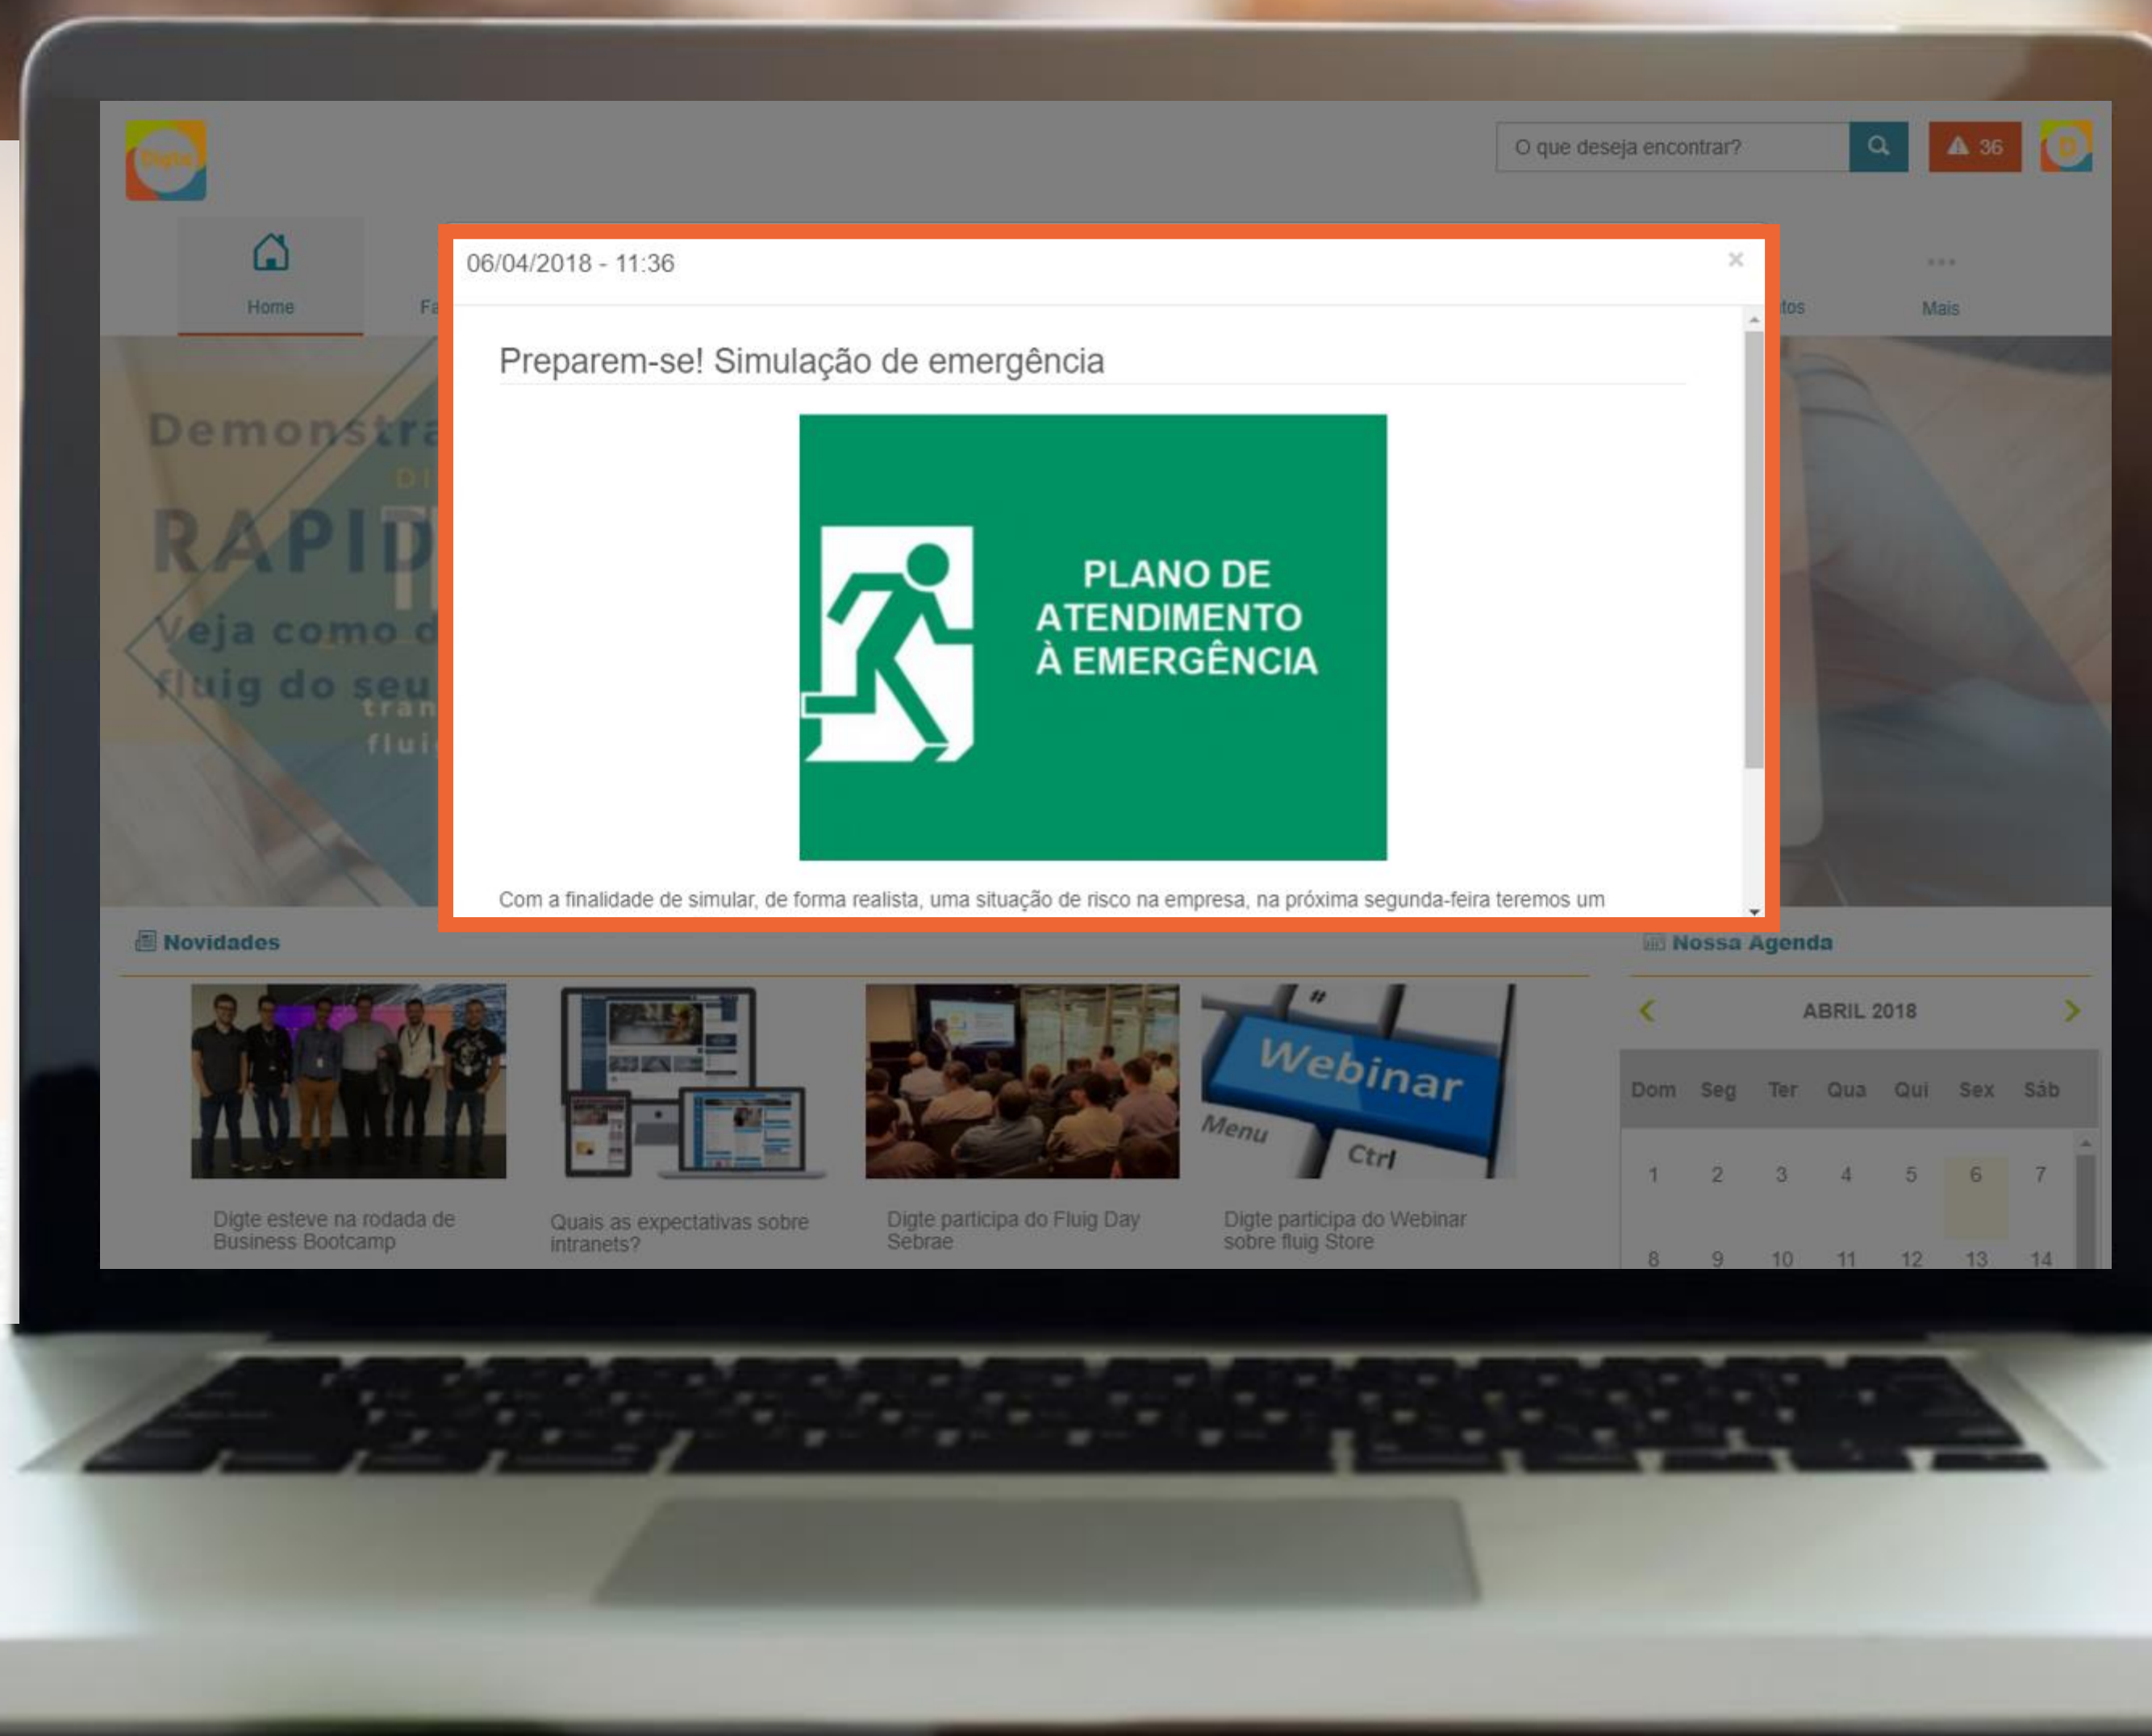 Digte
O que deseja encontrar?
36
D
Home
Mais
06/04/2018 - 11:36
×
Preparem-se! Simulação de emergência
PLANO DE
ATENDIMENTO
À EMERGÊNCIA
Com a finalidade de simular, de forma realista, uma situação de risco na empresa, na próxima segunda-feira teremos um
Veja como
fluig do seu
Novidades
Digte esteve na rodada de
Business Bootcamp
Quais as expectativas sobre
intranets?
Digte participa do Fluig Day
Sebrae
#
Webinar
Menu
Ctrl
Digte participa do Webinar
sobre fluig Store
Nossa Agenda
ABRIL 2018
Dom Seg Ter Qua Qui Sex Sáb
1 2 3 4 5 6 7
8 9 10 11 12 13 14